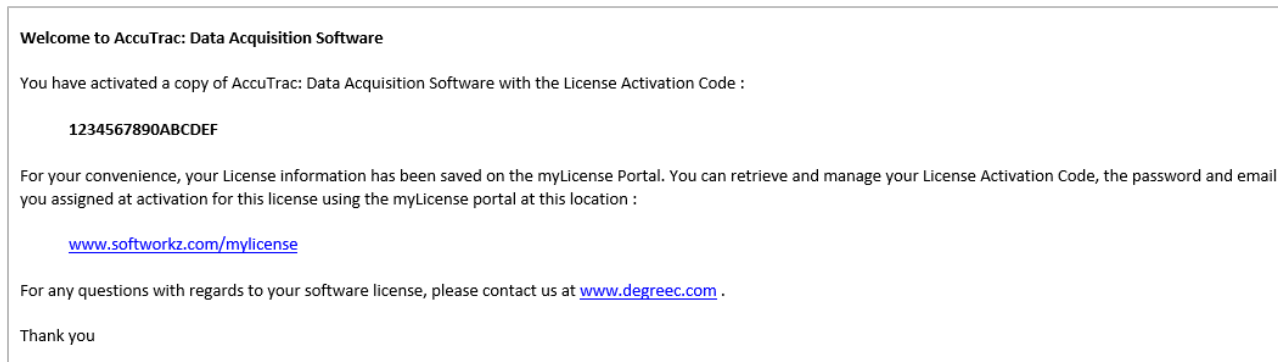 Welcome to AccuTrac: Data Acquisition Software
You have activated a copy of AccuTrac: Data Acquisition Software with the License Activation Code :
1234567890ABCDEF
For your convenience, your License information has been saved on the myLicense Portal. You can retrieve and manage your License Activation Code, the password and email
you assigned at activation for this license using the myLicense portal at this location :
www.softworkz.com/mylicense
For any questions with regards to your software license, please contact us at www.degreec.com .
Thank you